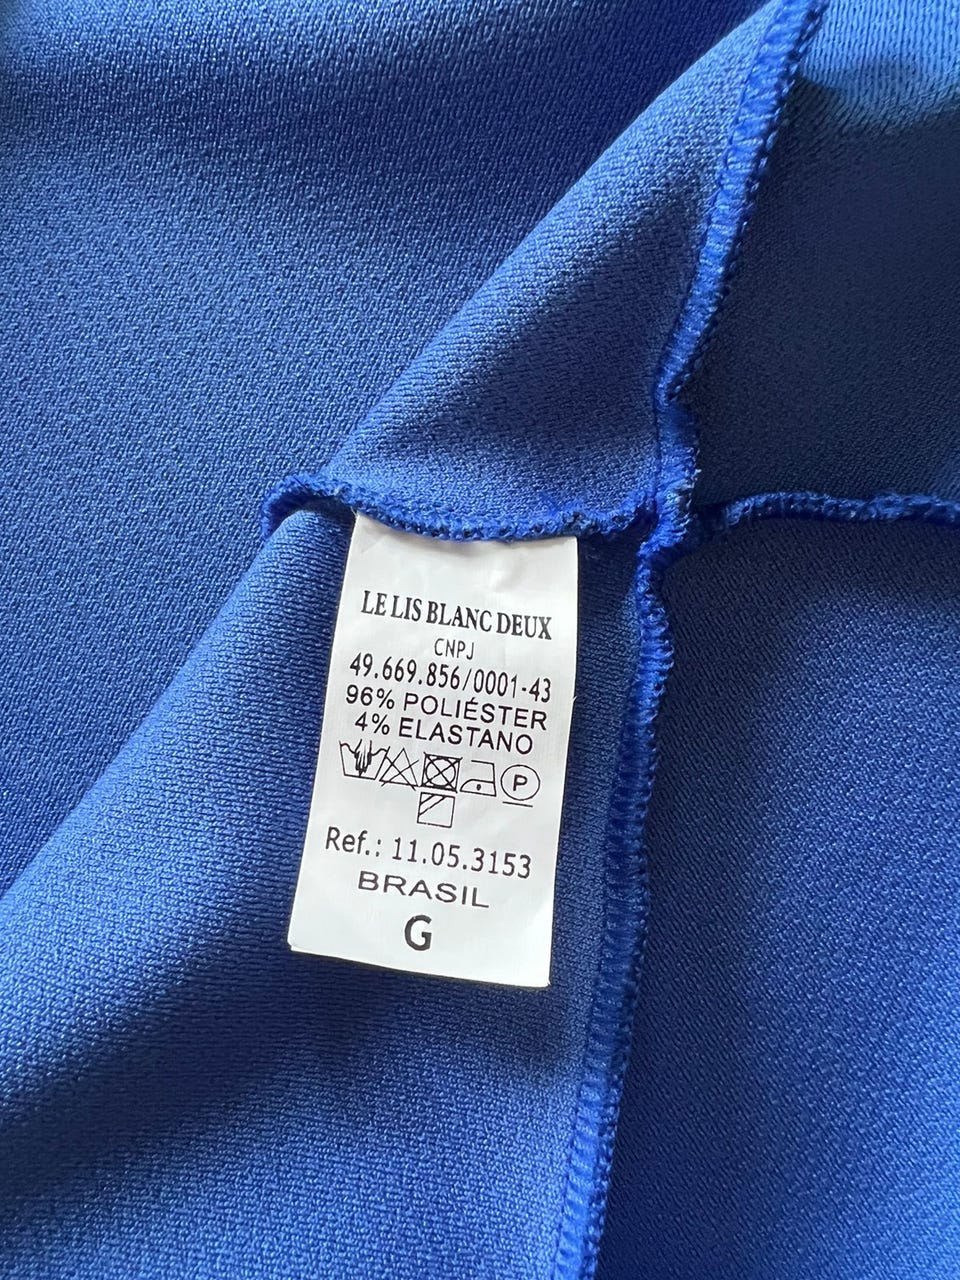 LE LIS BLANC DEUX
CNPJ
49.669.856/0001-43
96% POLIÉSTER
4% ELASTANO
P
Ref.: 11.05.3153
BRASIL
G